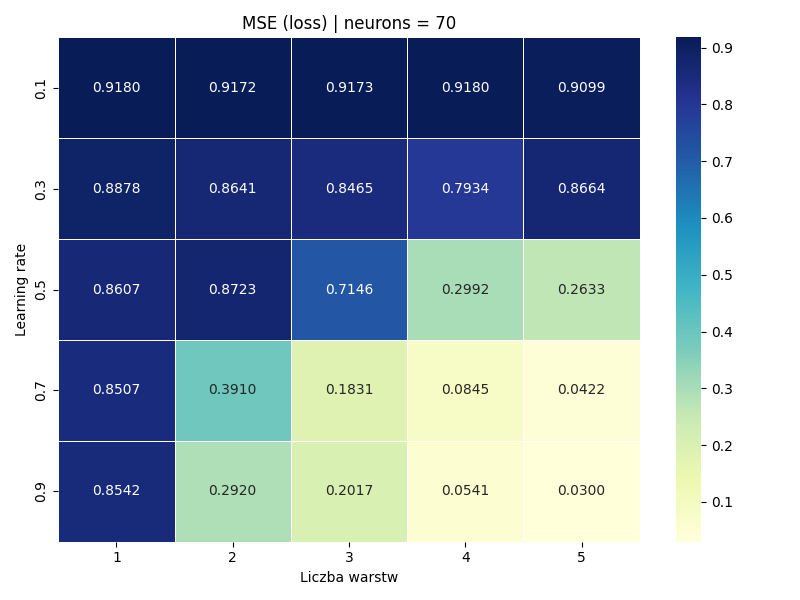 MSE (loss) | neurons = 70
0.1 0.9180 0.9172 0.9173 0.9180 0.9099
0.3 0.8878 0.8641 0.8465 0.7934 0.8664
0.5 0.8607 0.8723 0.7146 0.2992 0.2633
0.7 0.8507 0.3910 0.1831 0.0845 0.0422
0.9 0.8542 0.2920 0.2017 0.0541 0.0300
Learning rate
1 2 3 4 5
Liczba warstw
0.9
0.8
0.7
0.6
0.5
0.4
0.3
0.2
0.1